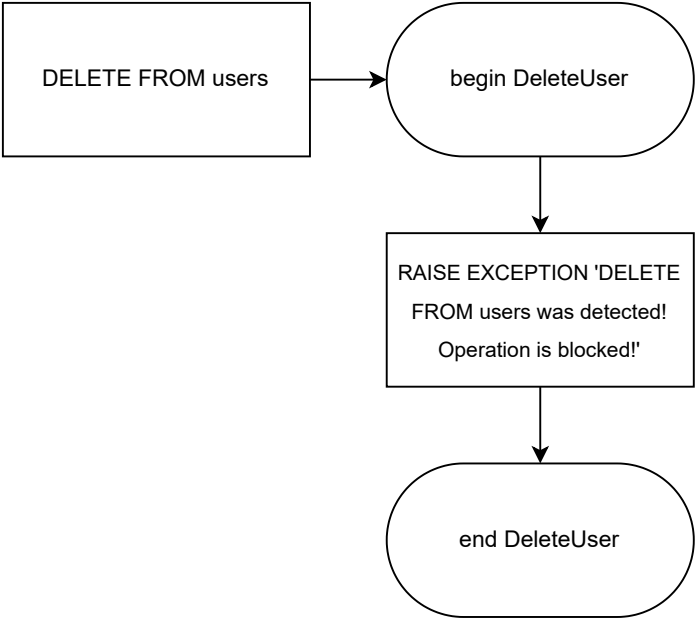 DELETE FROM users
begin DeleteUser
RAISE EXCEPTION 'DELETE
FROM users was detected!
Operation is blocked!'
end DeleteUser